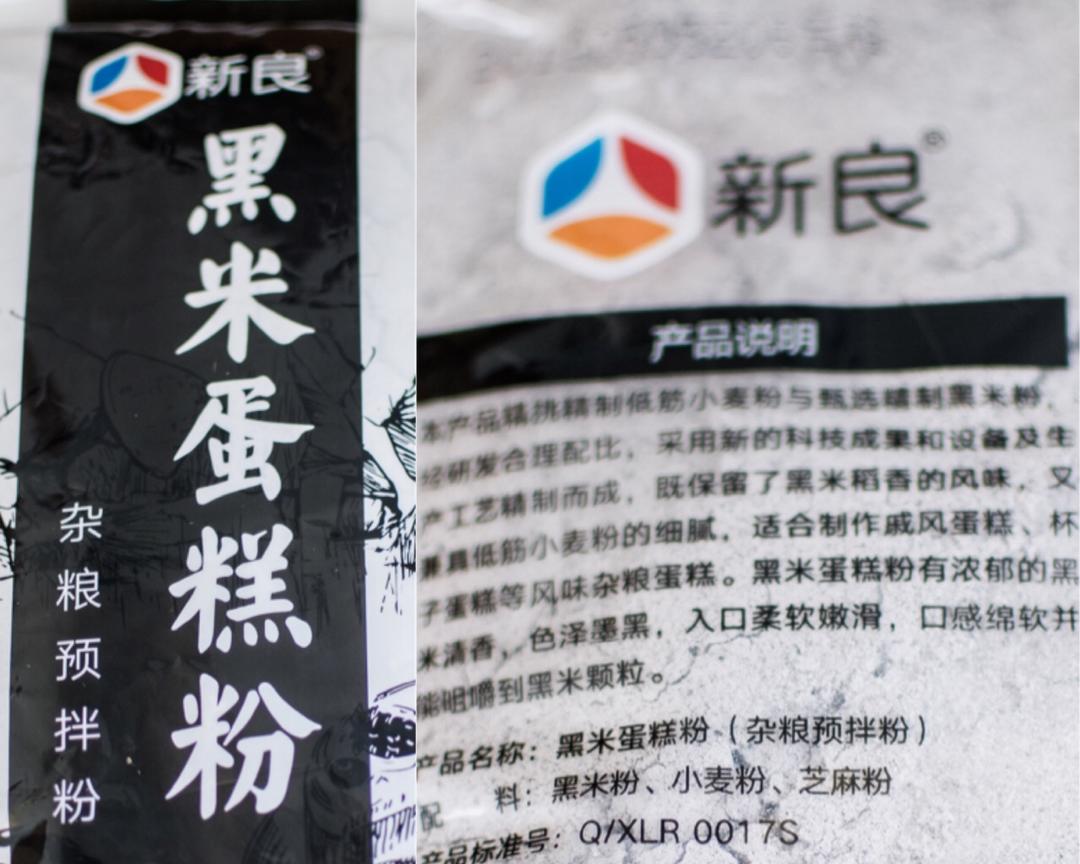 新良®
黑米蛋糕粉
杂粮预拌粉
新良®
产品说明
本产品精挑精制低筋小麦粉与甄选精制黑米粉，
经研发合理配比，采用新的科技成果和设备及生
产工艺精制而成，既保留了黑米稻香的风味，又
兼具低筋小麦粉的细腻，适合制作戚风蛋糕、杯
子蛋糕等风味杂粮蛋糕。黑米蛋糕粉有浓郁的黑
米清香，色泽墨黑，入口柔软嫩滑，口感绵软并
能咀嚼到黑米颗粒。
产品名称：黑米蛋糕粉（杂粮预拌粉）
配 料：黑米粉、小麦粉、芝麻粉
产品标准号：Q/XLR 0017S